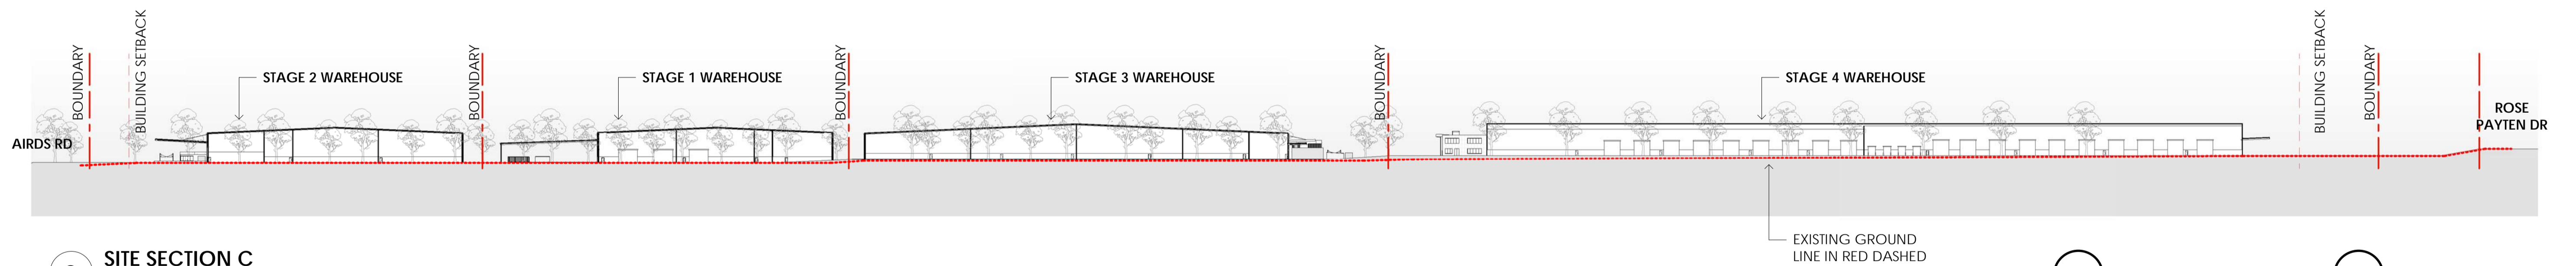 BOUNDARY
BUILDING SETBACK
BOUNDARY
BOUNDARY
BOUNDARY
BUILDING SETBACK
BOUNDARY
STAGE 2 WAREHOUSE
STAGE 1 WAREHOUSE
STAGE 3 WAREHOUSE
STAGE 4 WAREHOUSE
AIRDS RD
ROSE
PAYTEN DR
EXISTING GROUND
LINE IN RED DASHED
SITE SECTION C